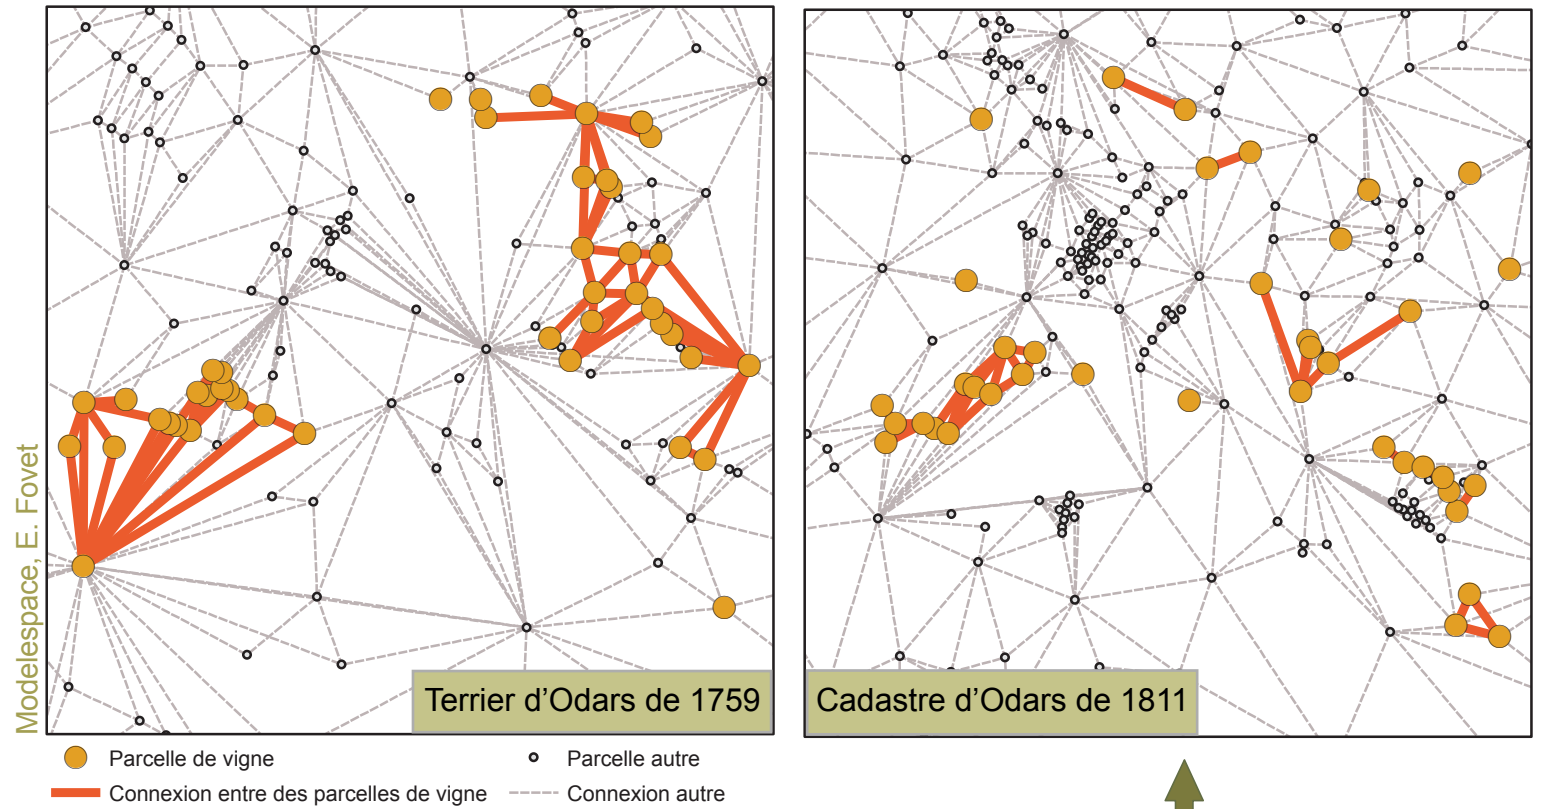 Modelespace, E. Fovet
Terrier d'Odars de 1759
Cadastre d'Odars de 1811
Parcelle de vigne
Parcelle autre
Connexion entre des parcelles de vigne
Connexion autre